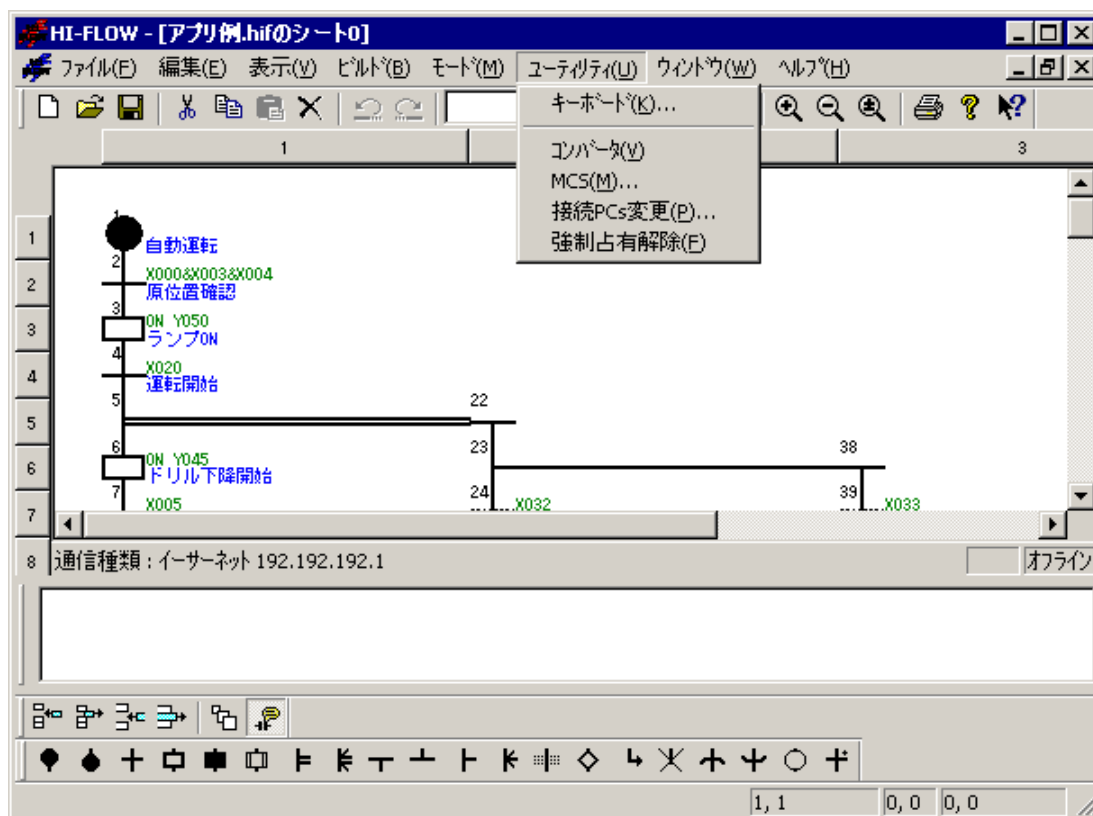 HI-FLOW - [アプリ例.hifのシート0]
ファイル(F) 編集(E) 表示(V) ビルド(B) モード(M) ユーティリティ(U) ウィンドウ(W) ヘルプ(H)
キーボード(K)...
コンバータ(V)
MCS(M)...
接続PCs変更(P)...
強制占有解除(F)
1 3
1 1 自動運転
2 2 X000&X003&X004
原位置確認
3 3 ON Y050
ランプON
4 4 X020
運転開始
5 5 22
6 6 ON Y045 23 38
ドリル下降開始
7 7 X005 24 X032 39 X033
8 通信種類：イーサーネット 192.192.192.1 オフライン
1, 1 0, 0 0, 0